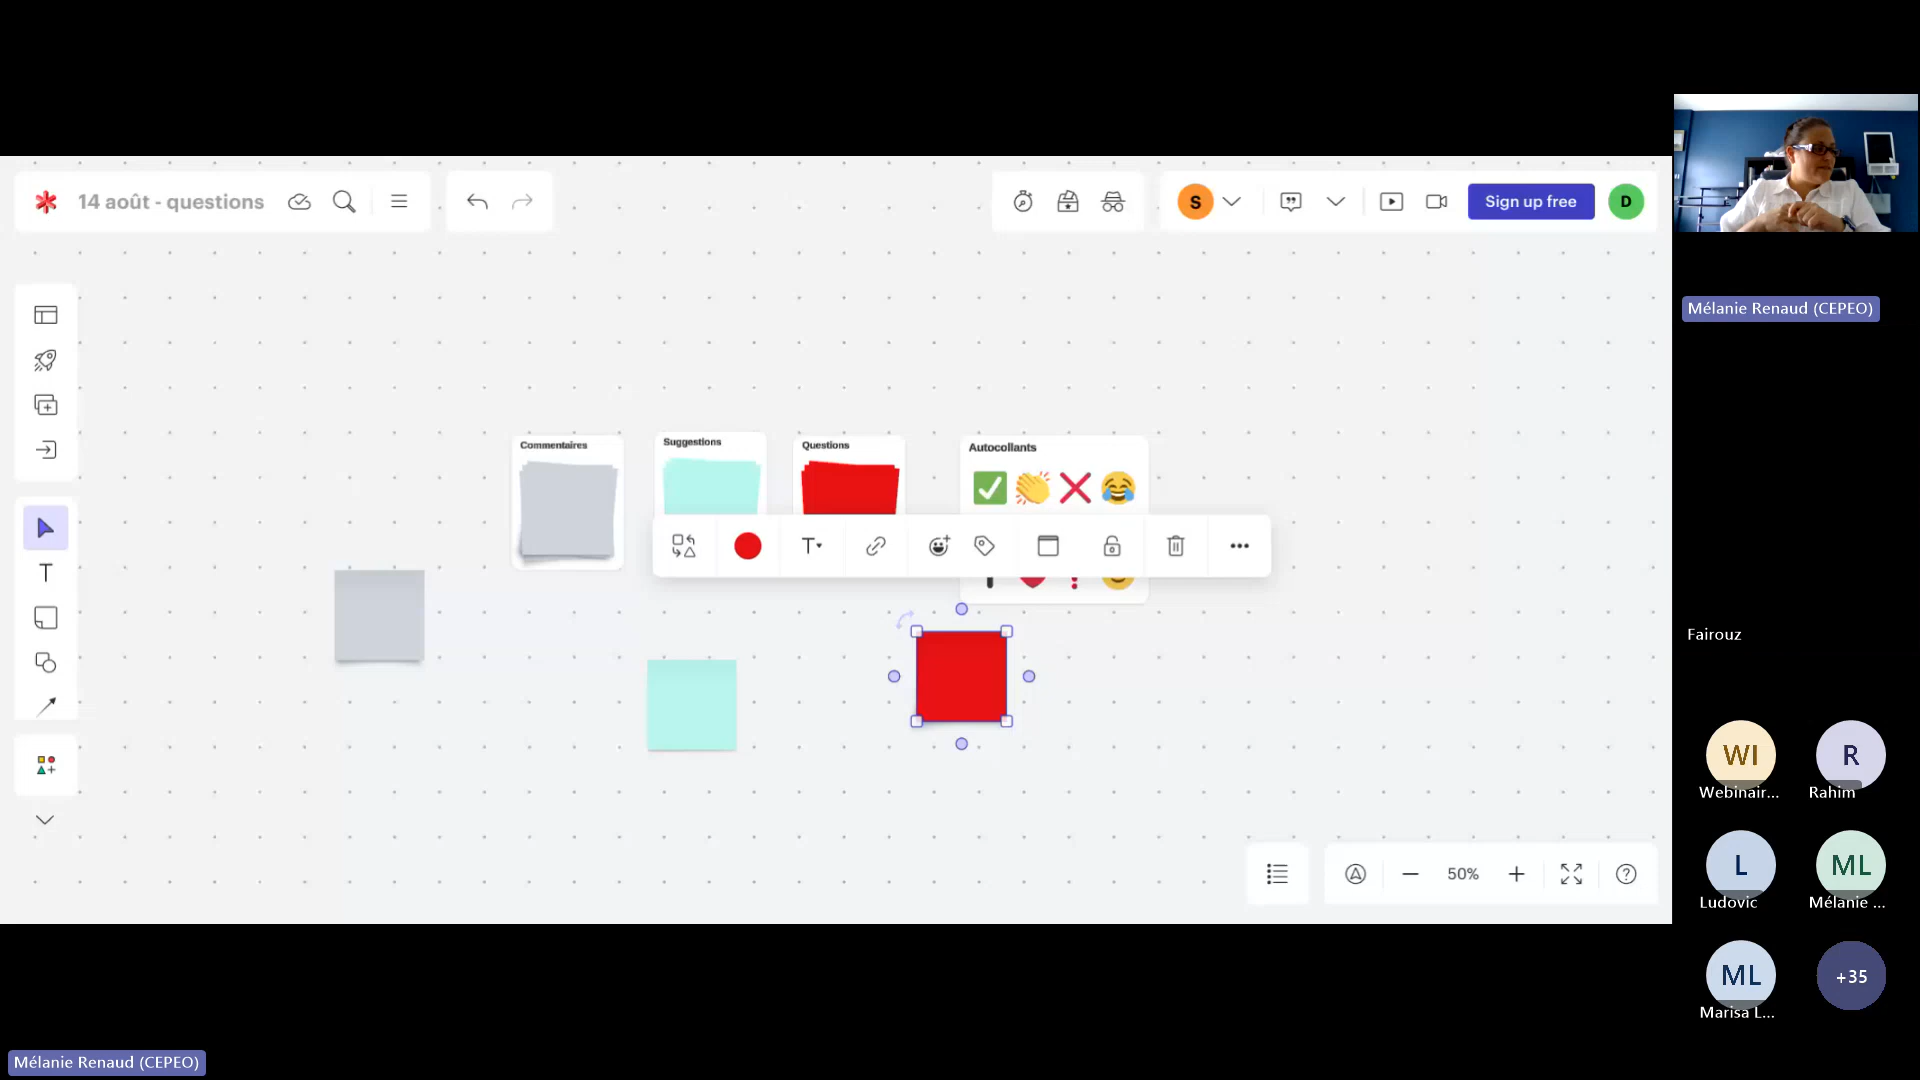 14 août - questions
S
Sign up free
D
Commentaires
Suggestions
Questions
Autocollants
T
T
50%
Mélanie Renaud (CEPEO)
Fairouz
WI
Webinair...
R
Rahim
L
Ludovic
ML
Mélanie ...
ML
Marisa L...
+35
Mélanie Renaud (CEPEO)